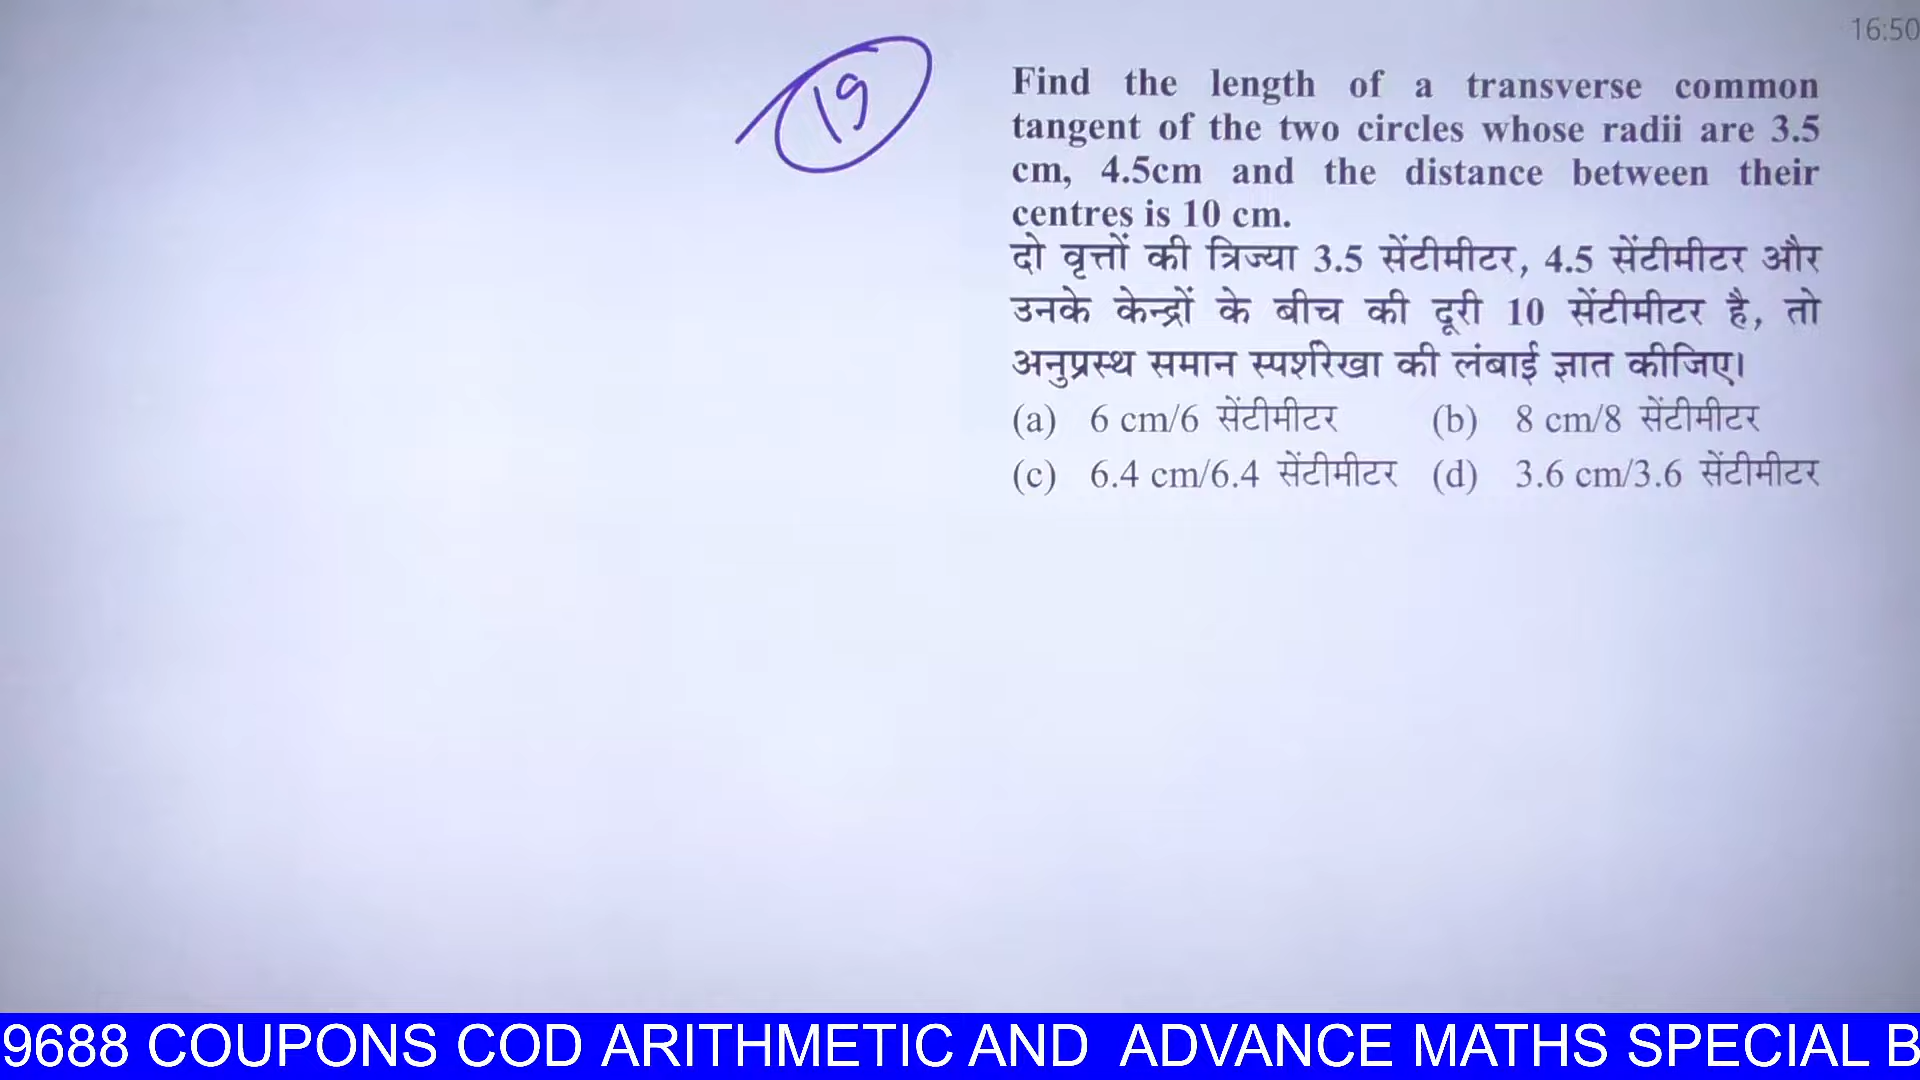 16:50
19
Find the length of a transverse common
tangent of the two circles whose radii are 3.5
cm, 4.5cm and the distance between their
centres is 10 cm.
दो वृत्तों की त्रिज्या 3.5 सेंटीमीटर, 4.5 सेंटीमीटर और
उनके केन्द्रों के बीच की दूरी 10 सेंटीमीटर है, तो
अनुप्रस्थ समान स्पर्शरेखा की लंबाई ज्ञात कीजिए।
(a) 6 cm/6 सेंटीमीटर (b) 8 cm/8 सेंटीमीटर
(c) 6.4 cm/6.4 सेंटीमीटर (d) 3.6 cm/3.6 सेंटीमीटर
9688 COUPONS COD ARITHMETIC AND ADVANCE MATHS SPECIAL B